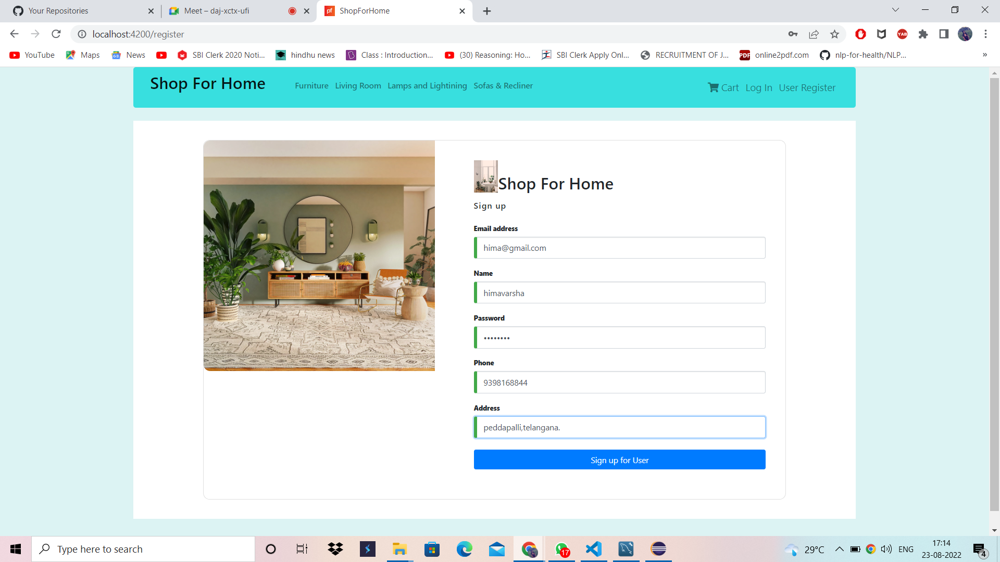 Your Repositories
Meet – daj-xctx-ufi
pf ShopForHome
localhost:4200/register
YAB
YouTube
Maps
News
SBI Clerk 2020 Noti...
hindhu news
Class : Introduction...
(30) Reasoning: Ho...
SBI Clerk Apply Onl...
RECRUITMENT OF J...
PDF online2pdf.com
nlp-for-health/NLP...
»
Shop For Home
Furniture Living Room Lamps and Lightining Sofas & Recliner
Cart Log In User Register
Shop For Home
Sign up
Email address
hima@gmail.com
Name
himavarsha
Password
••••••••
Phone
9398168844
Address
peddapalli,telangana.
Sign up for User
Type here to search
17
29°C
ENG
17:14
23-08-2022
4